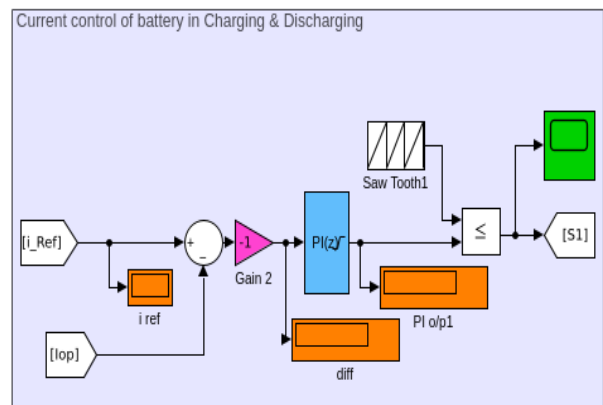 Current control of battery in Charging & Discharging
Saw Tooth1
[i_Ref]
+
−
-1
PI(z)
≤
[S1]
Gain 2
i ref
PI o/p1
[Iop]
diff